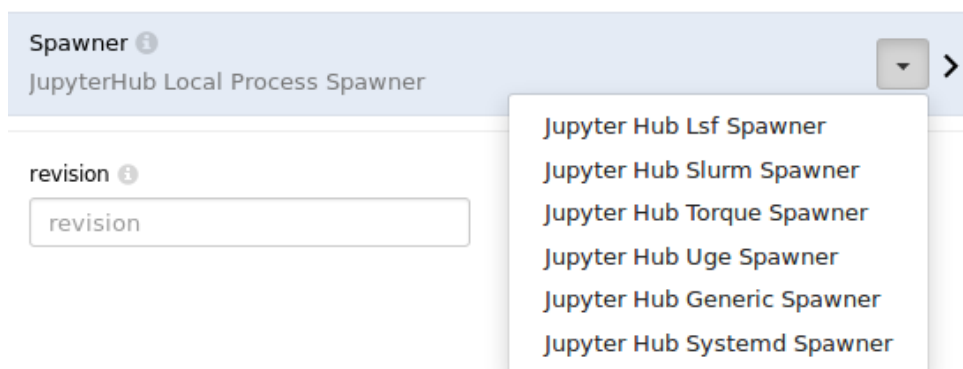 Spawner
JupyterHub Local Process Spawner
Jupyter Hub Lsf Spawner
Jupyter Hub Slurm Spawner
Jupyter Hub Torque Spawner
Jupyter Hub Uge Spawner
Jupyter Hub Generic Spawner
Jupyter Hub Systemd Spawner
revision
revision